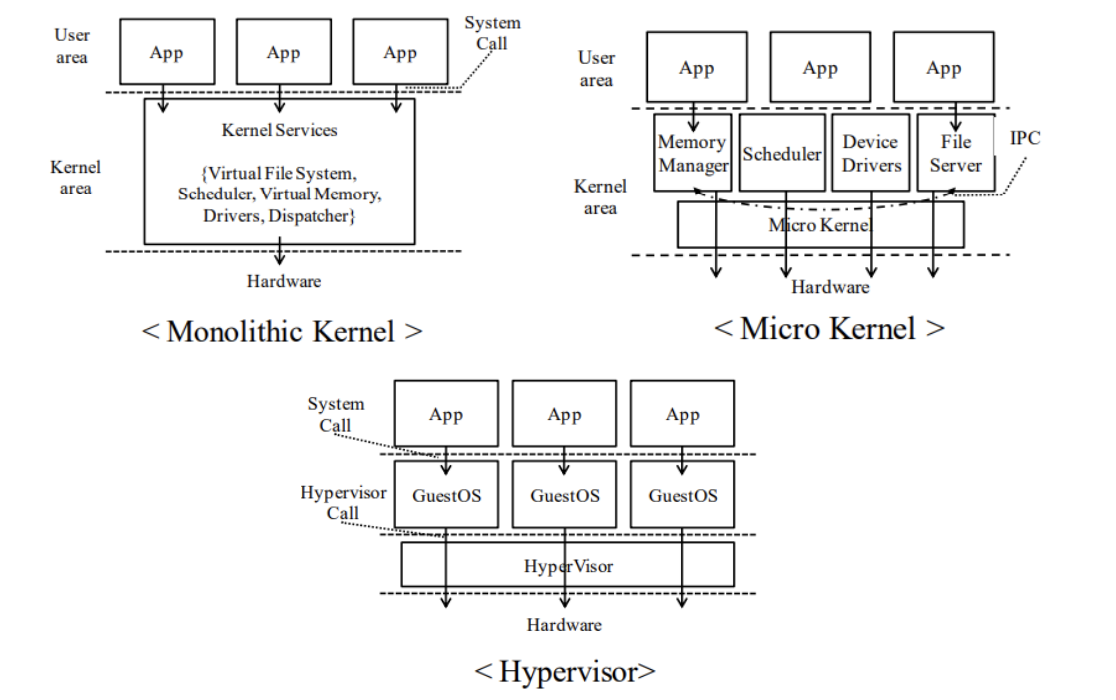 User
area
App
App
App
System
Call
Kernel
area
Kernel Services
{Virtual File System,
Scheduler, Virtual Memory,
Drivers, Dispatcher}
Hardware
< Monolithic Kernel >
User
area
App
App
App
Kernel
area
Memory
Manager
Scheduler
Device
Drivers
File
Server
IPC
Micro Kernel
Hardware
< Micro Kernel >
System
Call
App
App
App
Hypervisor
Call
GuestOS
GuestOS
GuestOS
HyperVisor
Hardware
< Hypervisor>